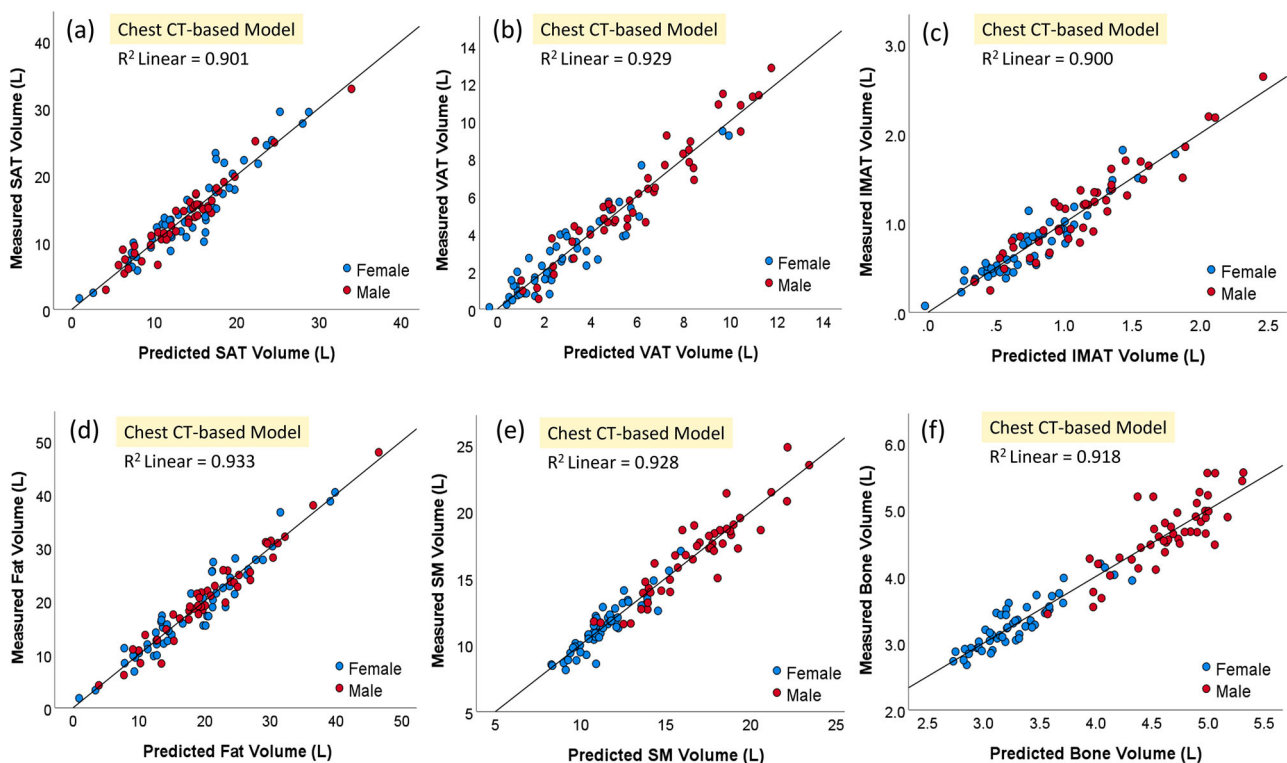 (a)
Chest CT-based Model
R² Linear = 0.901
Measured SAT Volume (L)
40
30
20
10
0
0 10 20 30 40
Predicted SAT Volume (L)
Female
Male
(b)
Chest CT-based Model
R² Linear = 0.929
Measured VAT Volume (L)
14
12
10
8
6
4
2
0
0 2 4 6 8 10 12 14
Predicted VAT Volume (L)
Female
Male
(c)
Chest CT-based Model
R² Linear = 0.900
Measured IMAT Volume (L)
3.0
2.0
1.0
.0
.0 .5 1.0 1.5 2.0 2.5
Predicted IMAT Volume (L)
Female
Male
(d)
Chest CT-based Model
R² Linear = 0.933
Measured Fat Volume (L)
50
40
30
20
10
0
0 10 20 30 40 50
Predicted Fat Volume (L)
Female
Male
(e)
Chest CT-based Model
R² Linear = 0.928
Measured SM Volume (L)
25
20
15
10
5
5 10 15 20 25
Predicted SM Volume (L)
Female
Male
(f)
Chest CT-based Model
R² Linear = 0.918
Measured Bone Volume (L)
6.0
5.0
4.0
3.0
2.0
2.5 3.0 3.5 4.0 4.5 5.0 5.5
Predicted Bone Volume (L)
Female
Male